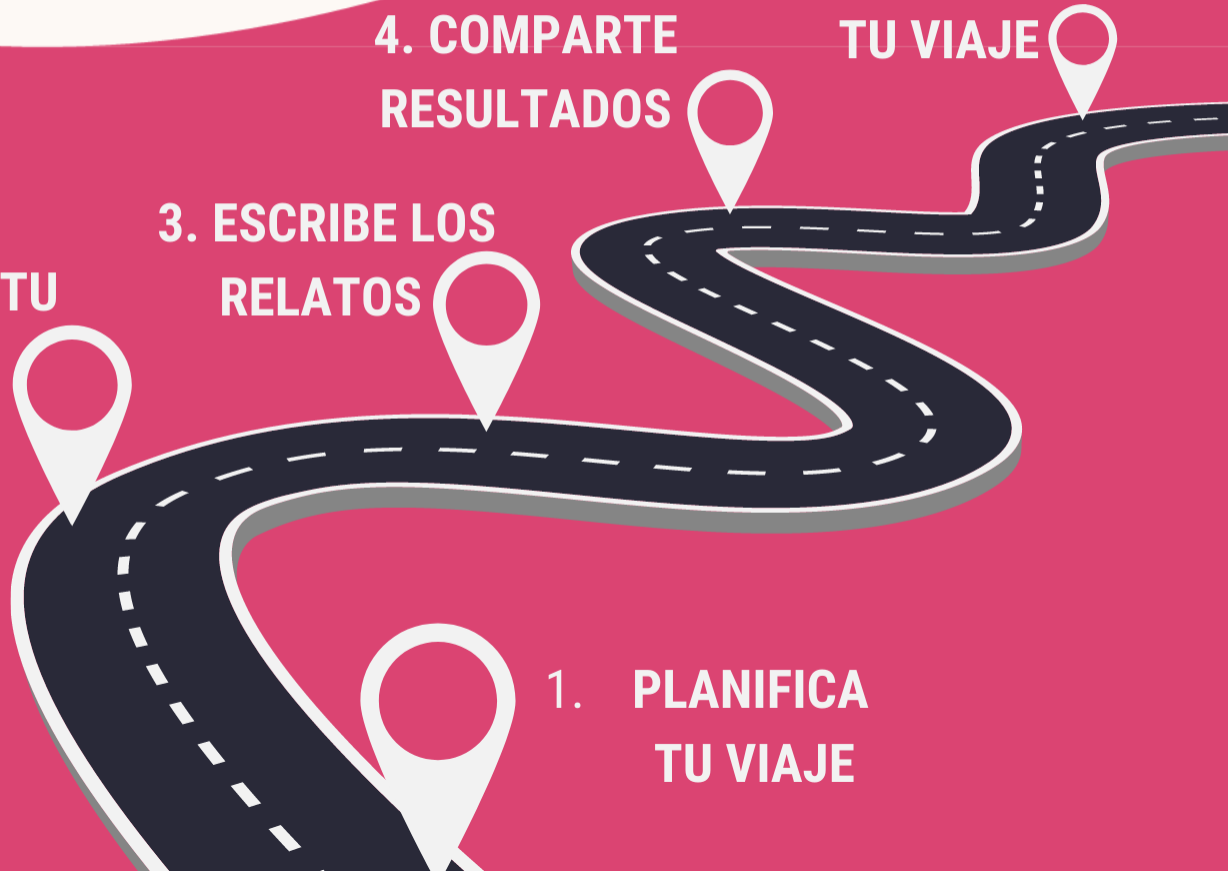 4. COMPARTE
RESULTADOS
TU VIAJE
3. ESCRIBE LOS
RELATOS
TU
1. PLANIFICA
TU VIAJE